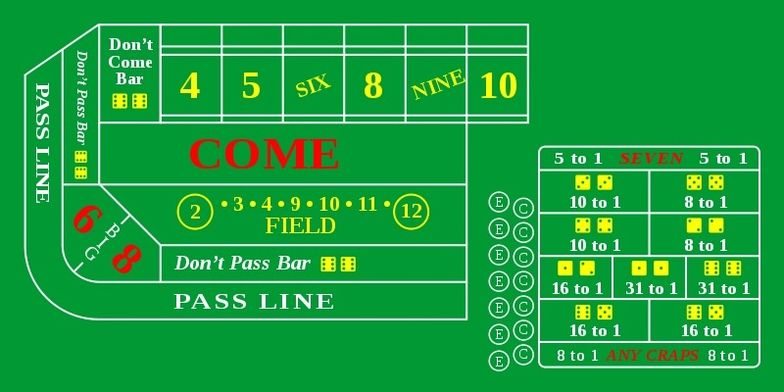 PASS LINE
Don't Pass Bar
Don't
Come
Bar
4
5
SIX
8
NINE
10
COME
2 • 3 • 4 • 9 • 10 • 11 • 12
FIELD
6
8
BIG
Don't Pass Bar
PASS LINE
E
C
E
C
E
C
E
C
E
C
E
C
E
C
5 to 1 SEVEN 5 to 1
10 to 1
8 to 1
10 to 1
8 to 1
16 to 1
31 to 1
31 to 1
16 to 1
16 to 1
8 to 1 ANY CRAPS 8 to 1